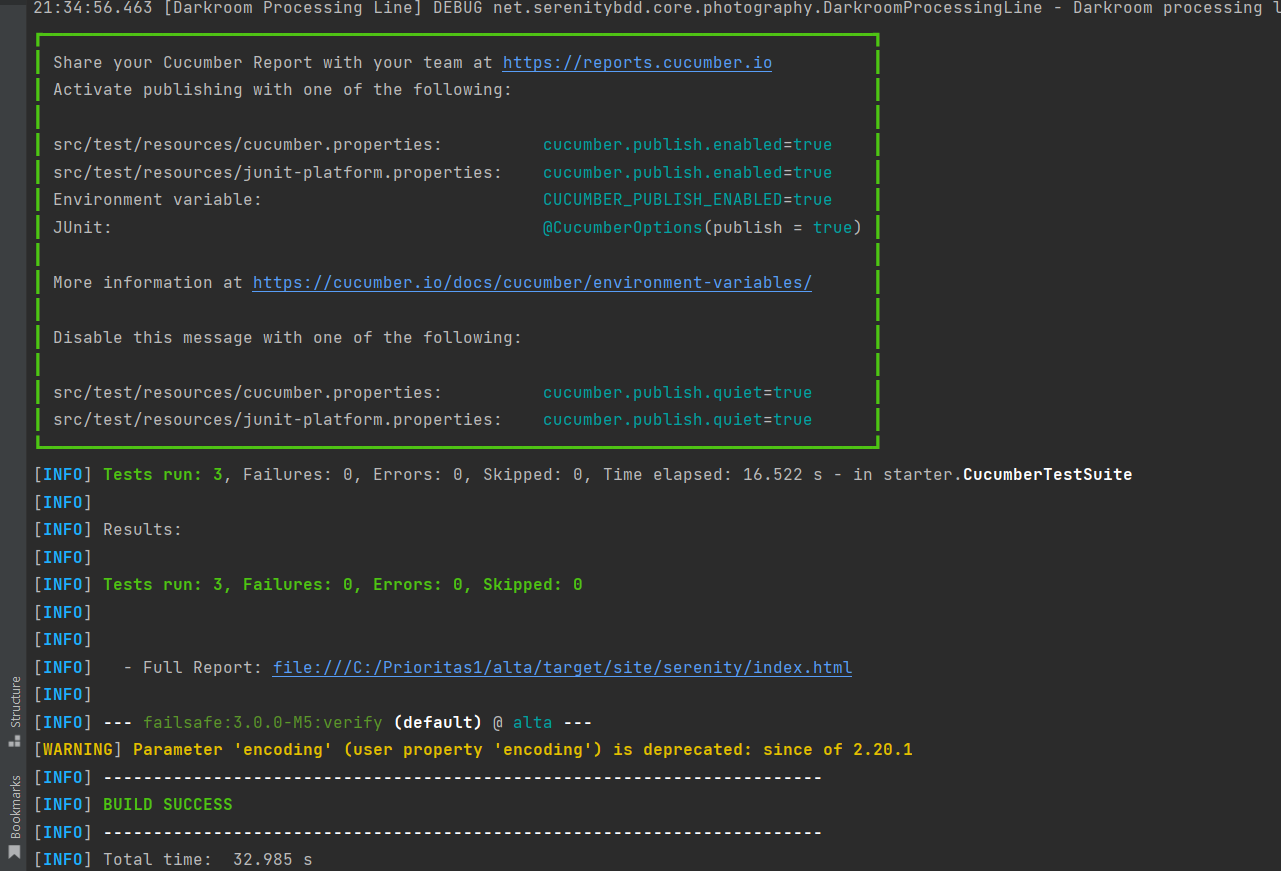 21:34:56.463 [Darkroom Processing Line] DEBUG net.serenitybdd.core.photography.DarkroomProcessingLine - Darkroom processing
Share your Cucumber Report with your team at https://reports.cucumber.io
Activate publishing with one of the following:
src/test/resources/cucumber.properties: cucumber.publish.enabled=true
src/test/resources/junit-platform.properties: cucumber.publish.enabled=true
Environment variable: CUCUMBER_PUBLISH_ENABLED=true
JUnit: @CucumberOptions(publish = true)
More information at https://cucumber.io/docs/cucumber/environment-variables/
Disable this message with one of the following:
src/test/resources/cucumber.properties: cucumber.publish.quiet=true
src/test/resources/junit-platform.properties: cucumber.publish.quiet=true
[INFO] Tests run: 3, Failures: 0, Errors: 0, Skipped: 0, Time elapsed: 16.522 s - in starter.CucumberTestSuite
[INFO]
[INFO] Results:
[INFO]
[INFO] Tests run: 3, Failures: 0, Errors: 0, Skipped: 0
[INFO]
[INFO]
[INFO] - Full Report: file:///C:/Prioritas1/alta/target/site/serenity/index.html
[INFO]
[INFO] --- failsafe:3.0.0-M5:verify (default) @ alta ---
[WARNING] Parameter 'encoding' (user property 'encoding') is deprecated: since of 2.20.1
[INFO] ------------------------------------------------------------------------
[INFO] BUILD SUCCESS
[INFO] ------------------------------------------------------------------------
[INFO] Total time:  32.985 s
Structure
Bookmarks